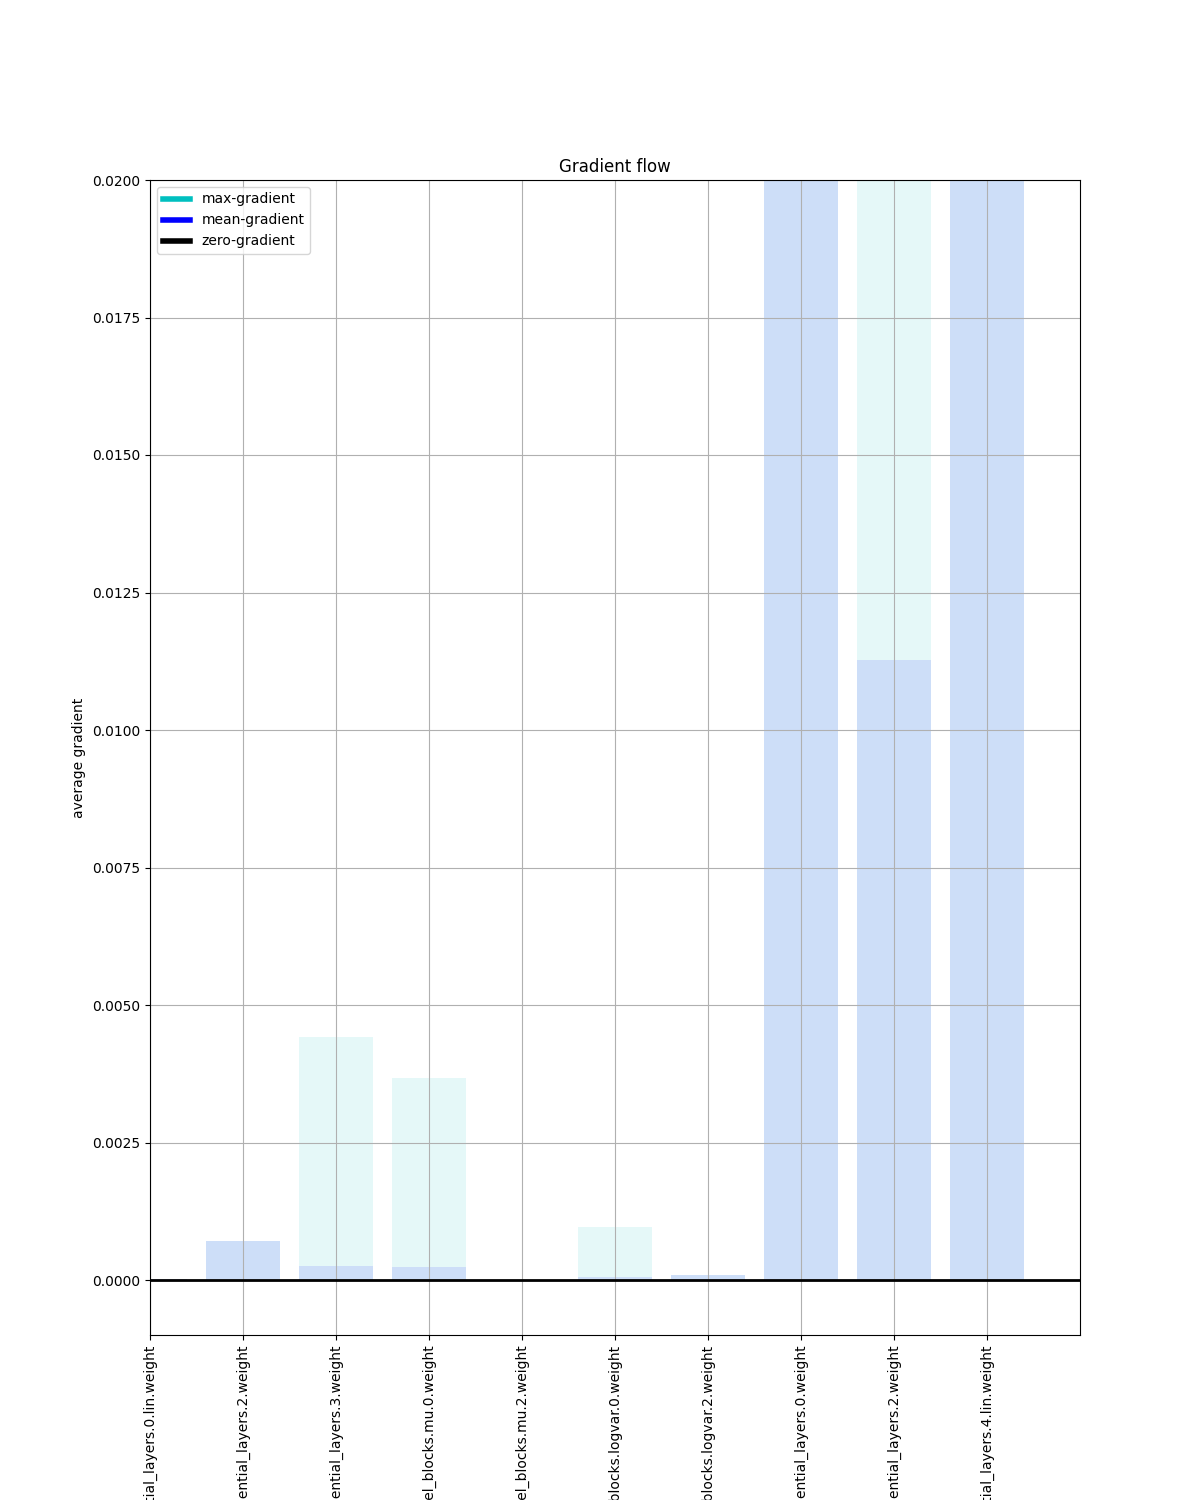 Gradient flow
max-gradient
mean-gradient
zero-gradient
0.0200
0.0175
0.0150
0.0125
0.0100
0.0075
0.0050
0.0025
0.0000
average gradient
tial_layers.0.lin.weight
ential_layers.2.weight
ential_layers.3.weight
el_blocks.mu.0.weight
el_blocks.mu.2.weight
blocks.logvar.0.weight
blocks.logvar.2.weight
ential_layers.0.weight
ential_layers.2.weight
tial_layers.4.lin.weight